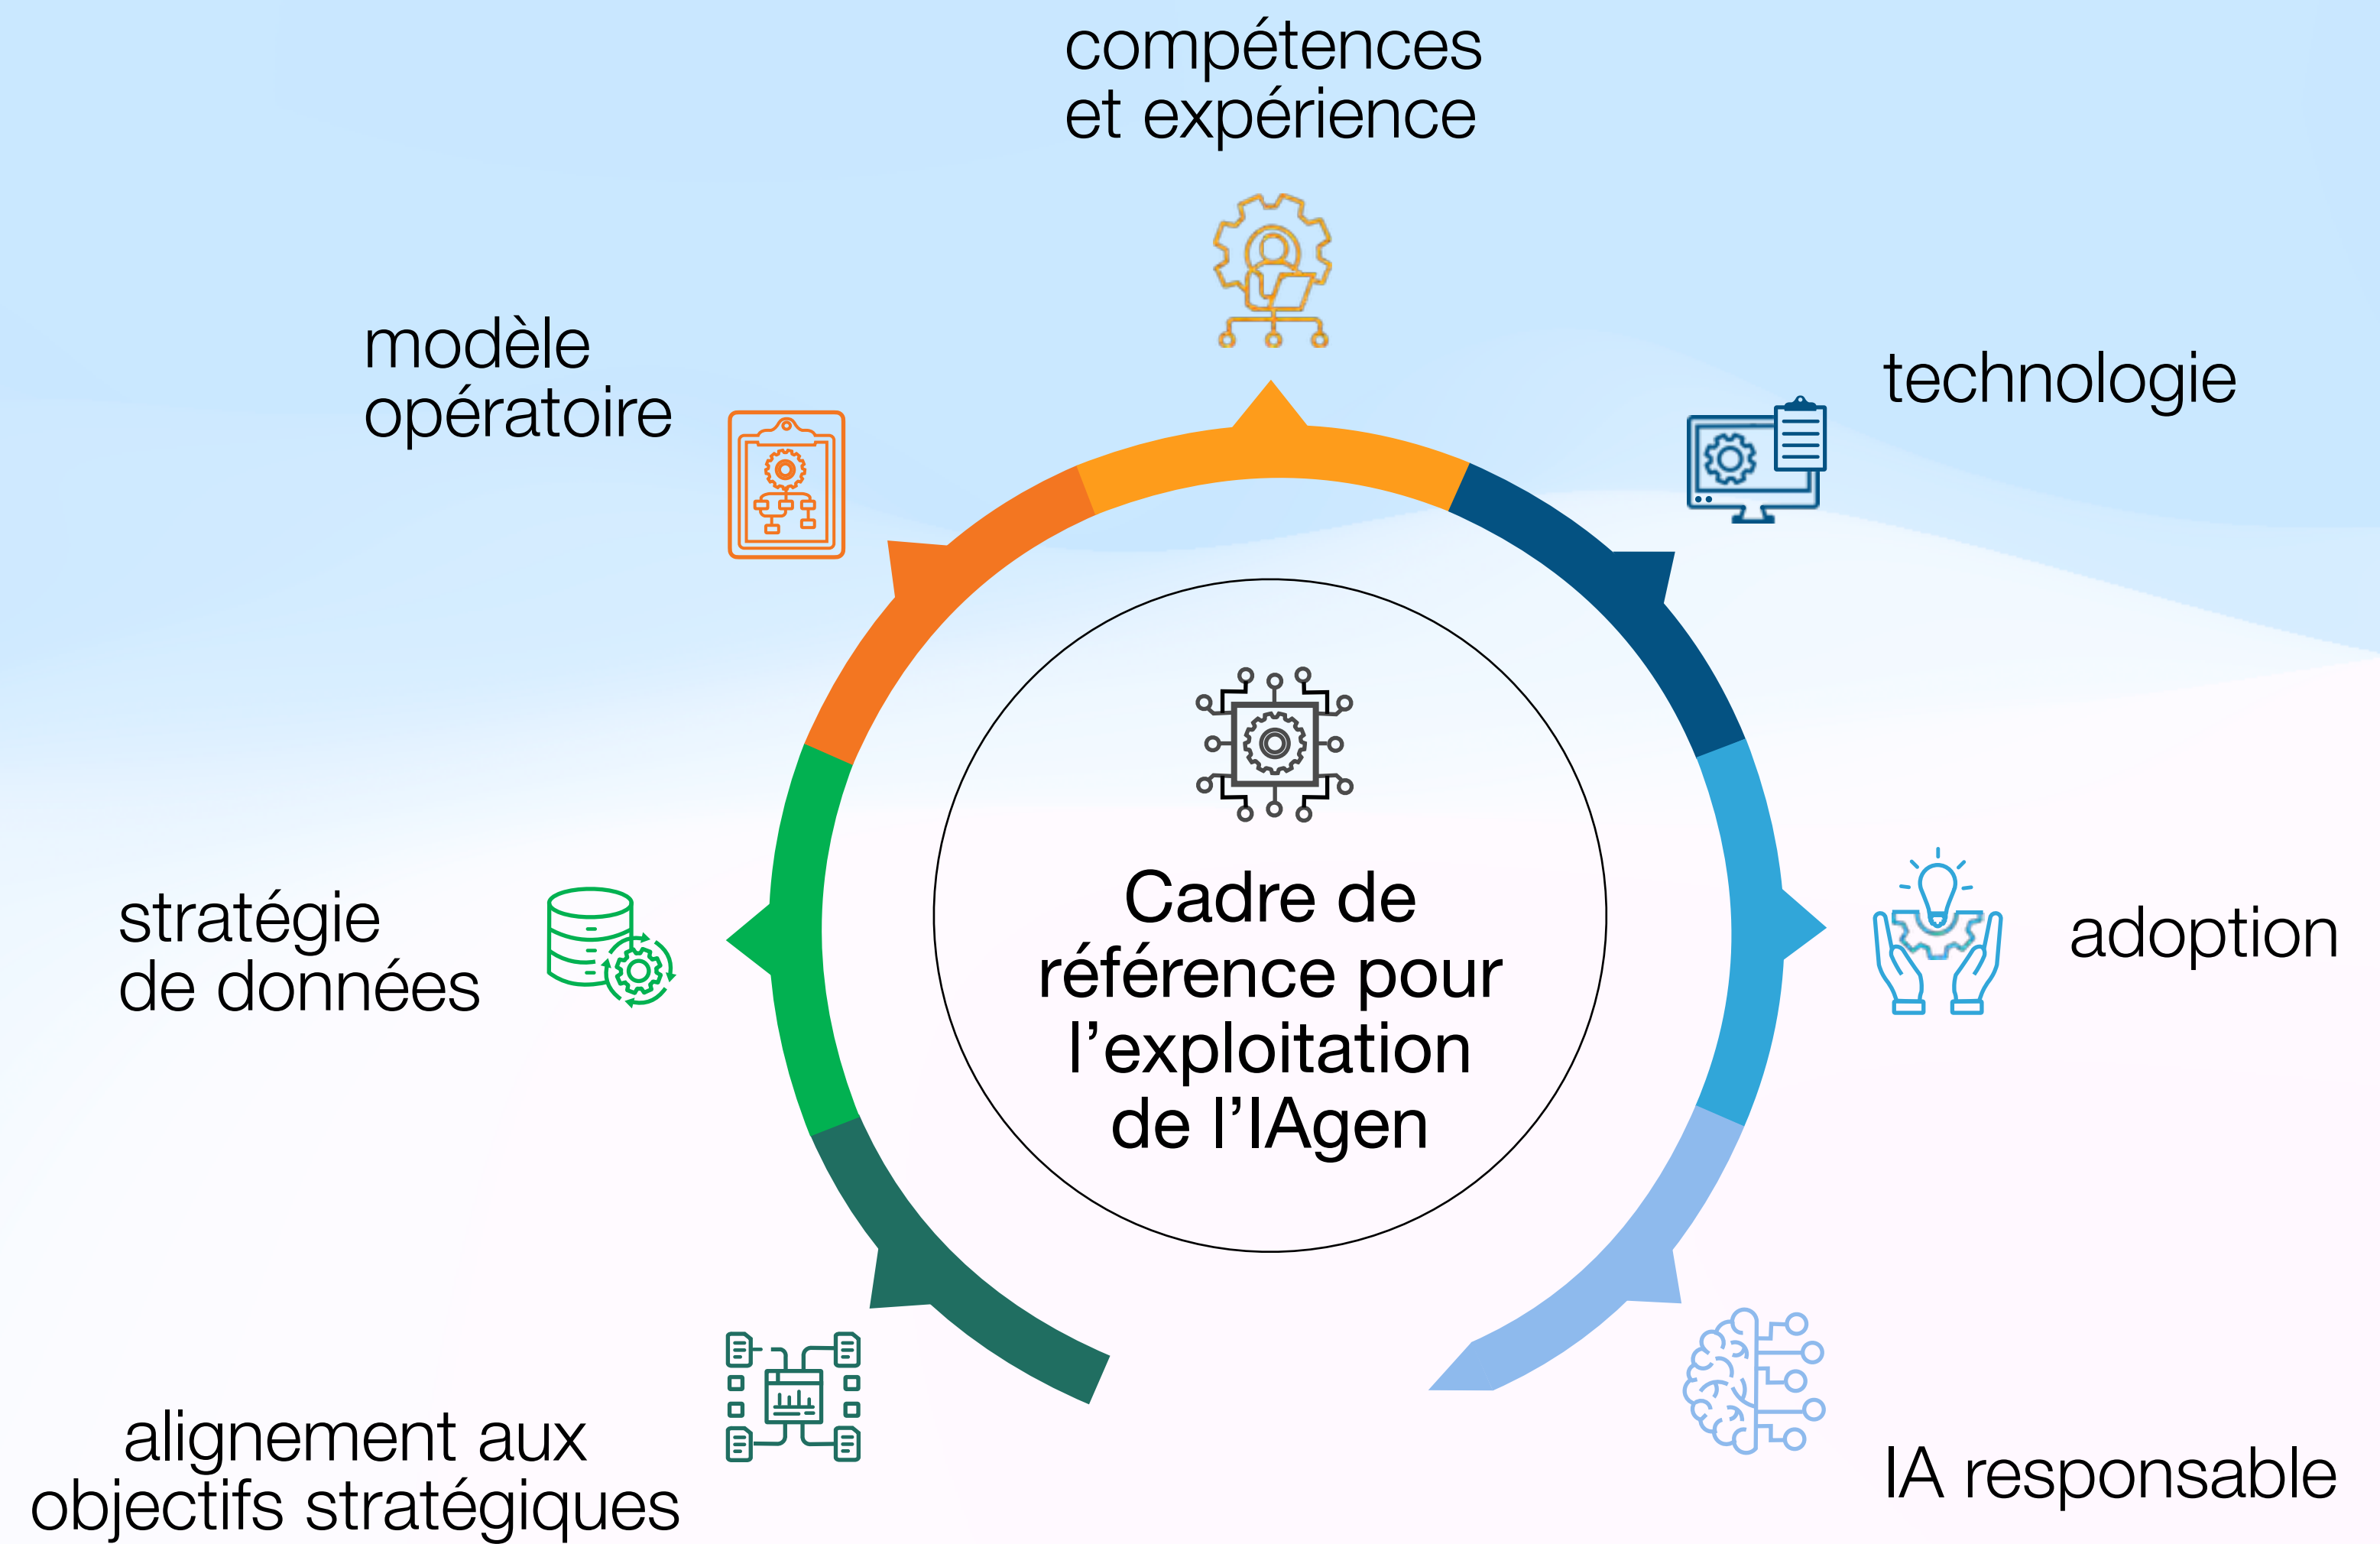 compétences
et expérience
modèle
opératoire
technologie
stratégie
de données
Cadre de
référence pour
l’exploitation
de l’IAgen
adoption
alignement aux
objectifs stratégiques
IA responsable